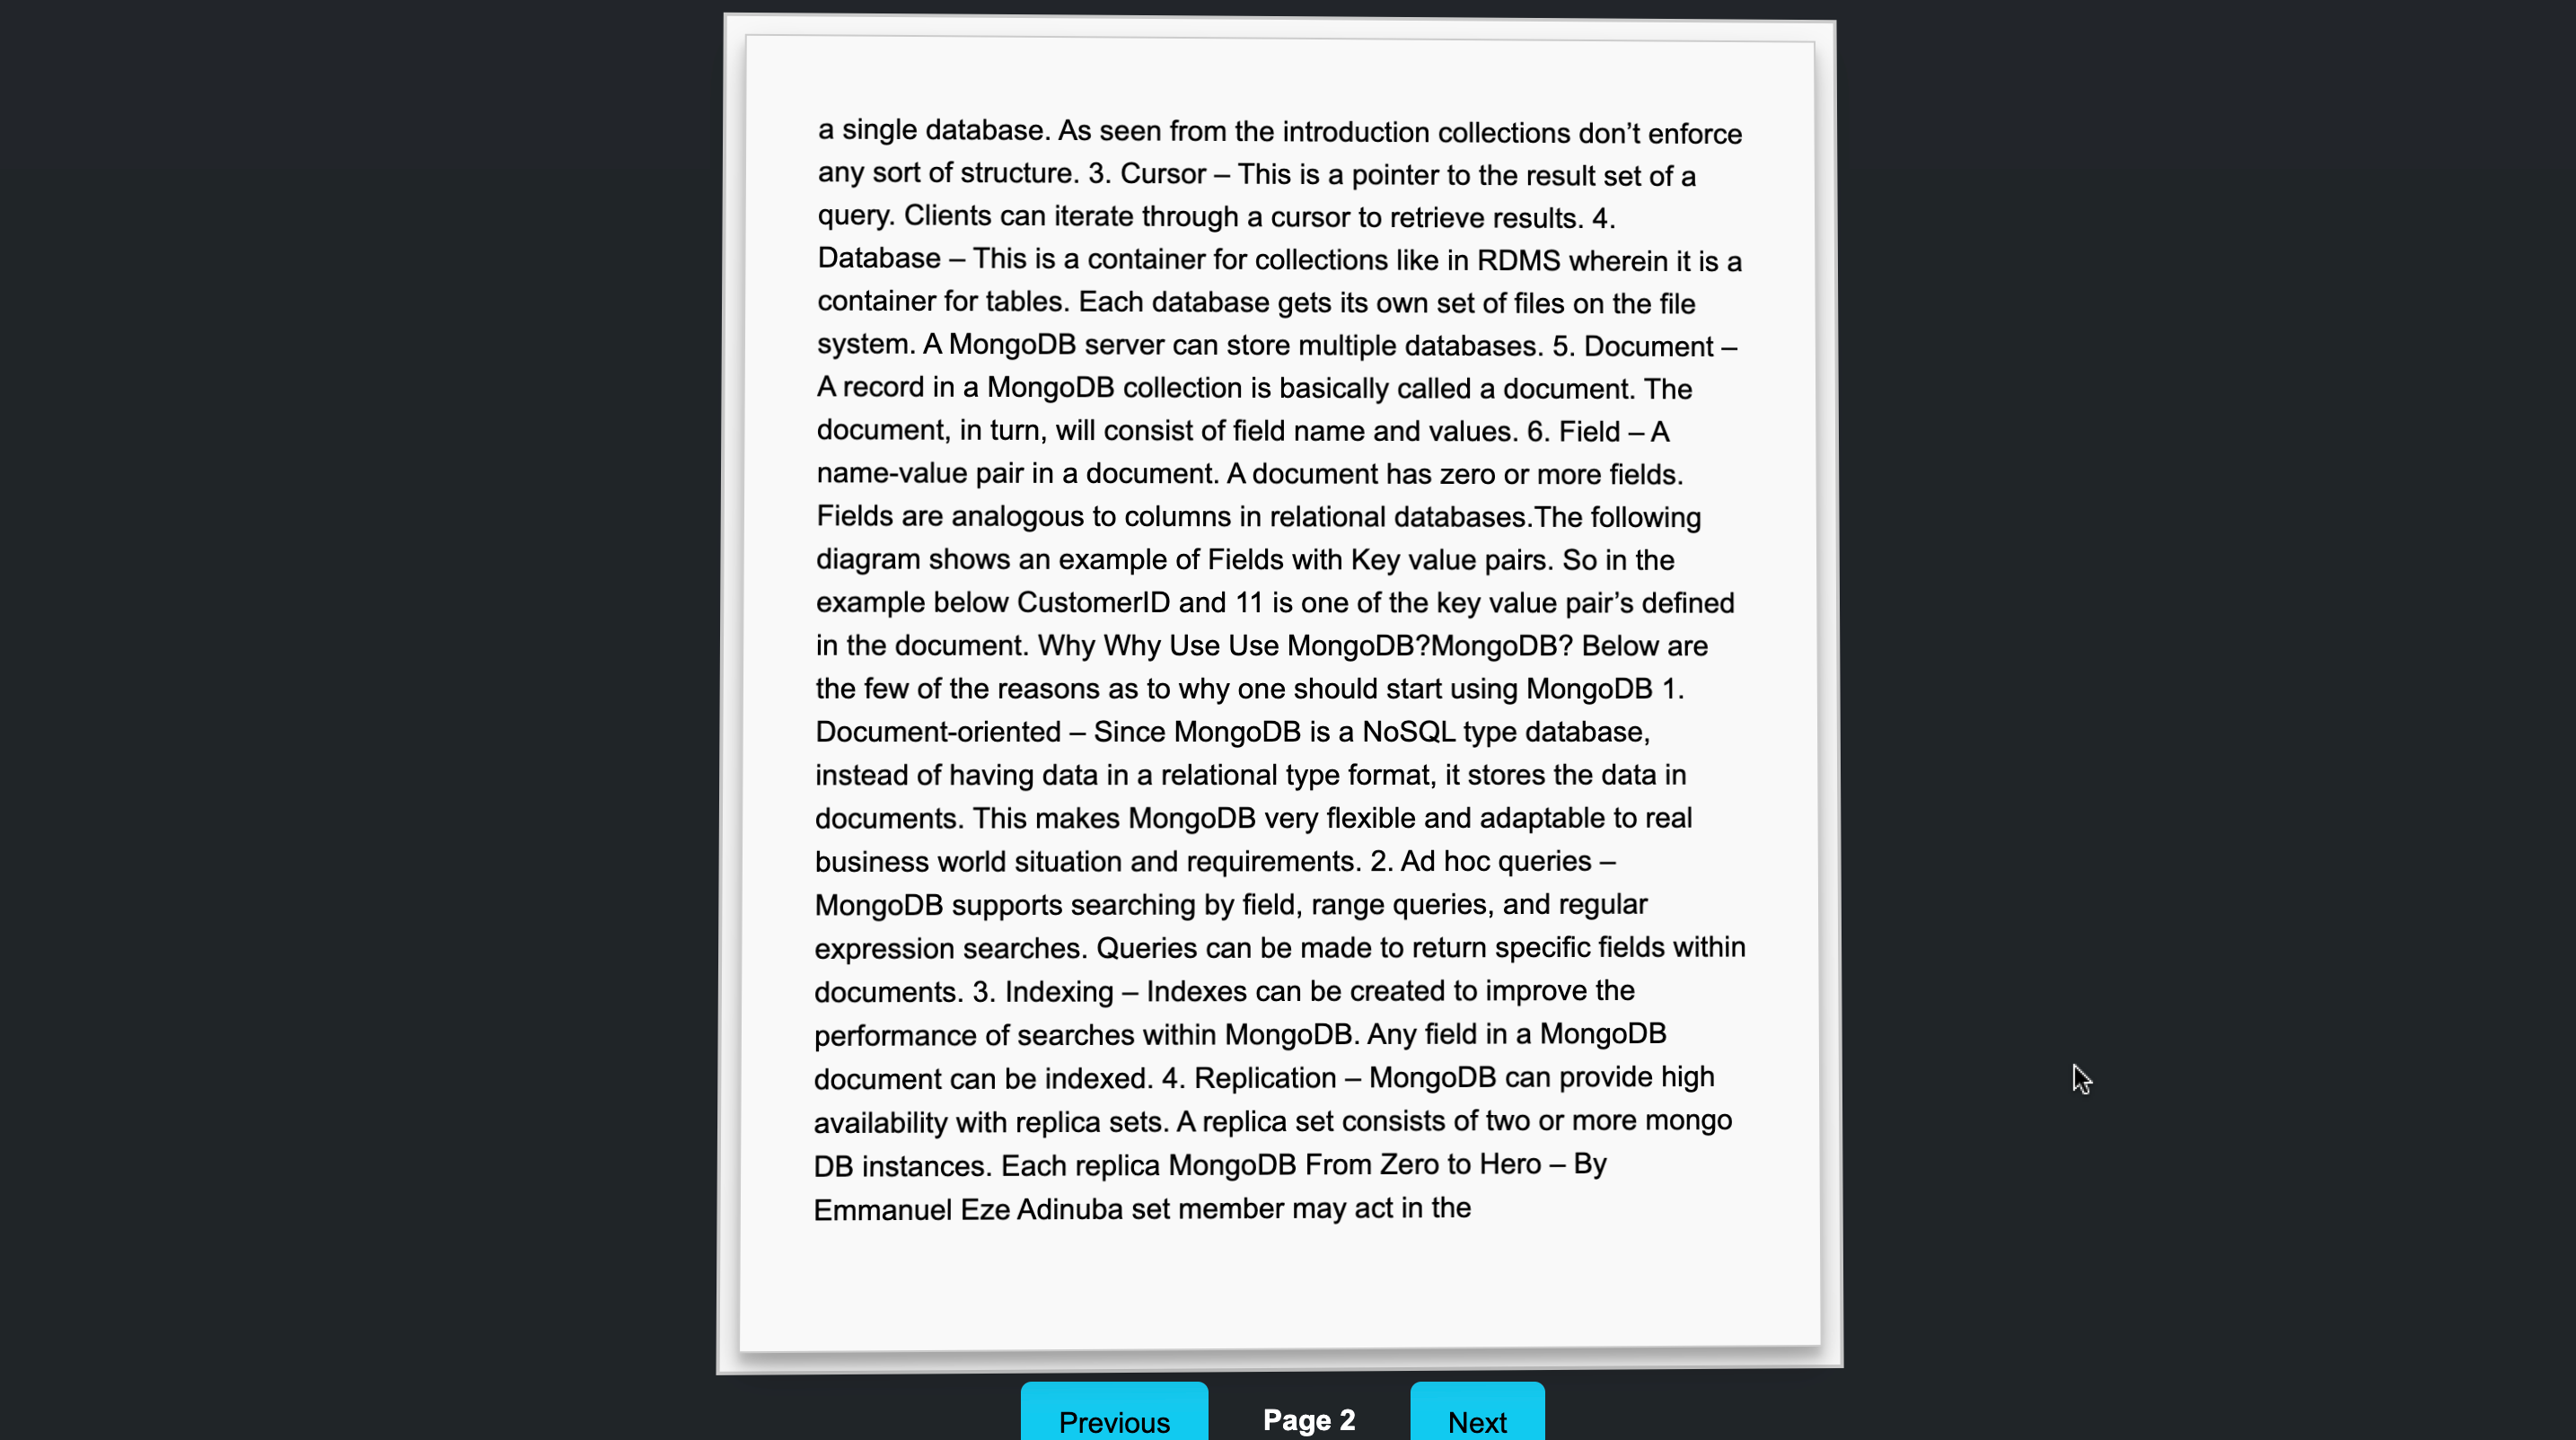 a single database. As seen from the introduction collections don’t enforce
any sort of structure. 3. Cursor – This is a pointer to the result set of a
query. Clients can iterate through a cursor to retrieve results. 4.
Database – This is a container for collections like in RDMS wherein it is a
container for tables. Each database gets its own set of files on the file
system. A MongoDB server can store multiple databases. 5. Document –
A record in a MongoDB collection is basically called a document. The
document, in turn, will consist of field name and values. 6. Field – A
name-value pair in a document. A document has zero or more fields.
Fields are analogous to columns in relational databases.The following
diagram shows an example of Fields with Key value pairs. So in the
example below CustomerID and 11 is one of the key value pair’s defined
in the document. Why Why Use Use MongoDB?MongoDB? Below are
the few of the reasons as to why one should start using MongoDB 1.
Document-oriented – Since MongoDB is a NoSQL type database,
instead of having data in a relational type format, it stores the data in
documents. This makes MongoDB very flexible and adaptable to real
business world situation and requirements. 2. Ad hoc queries –
MongoDB supports searching by field, range queries, and regular
expression searches. Queries can be made to return specific fields within
documents. 3. Indexing – Indexes can be created to improve the
performance of searches within MongoDB. Any field in a MongoDB
document can be indexed. 4. Replication – MongoDB can provide high
availability with replica sets. A replica set consists of two or more mongo
DB instances. Each replica MongoDB From Zero to Hero – By
Emmanuel Eze Adinuba set member may act in the
Previous Page 2 Next